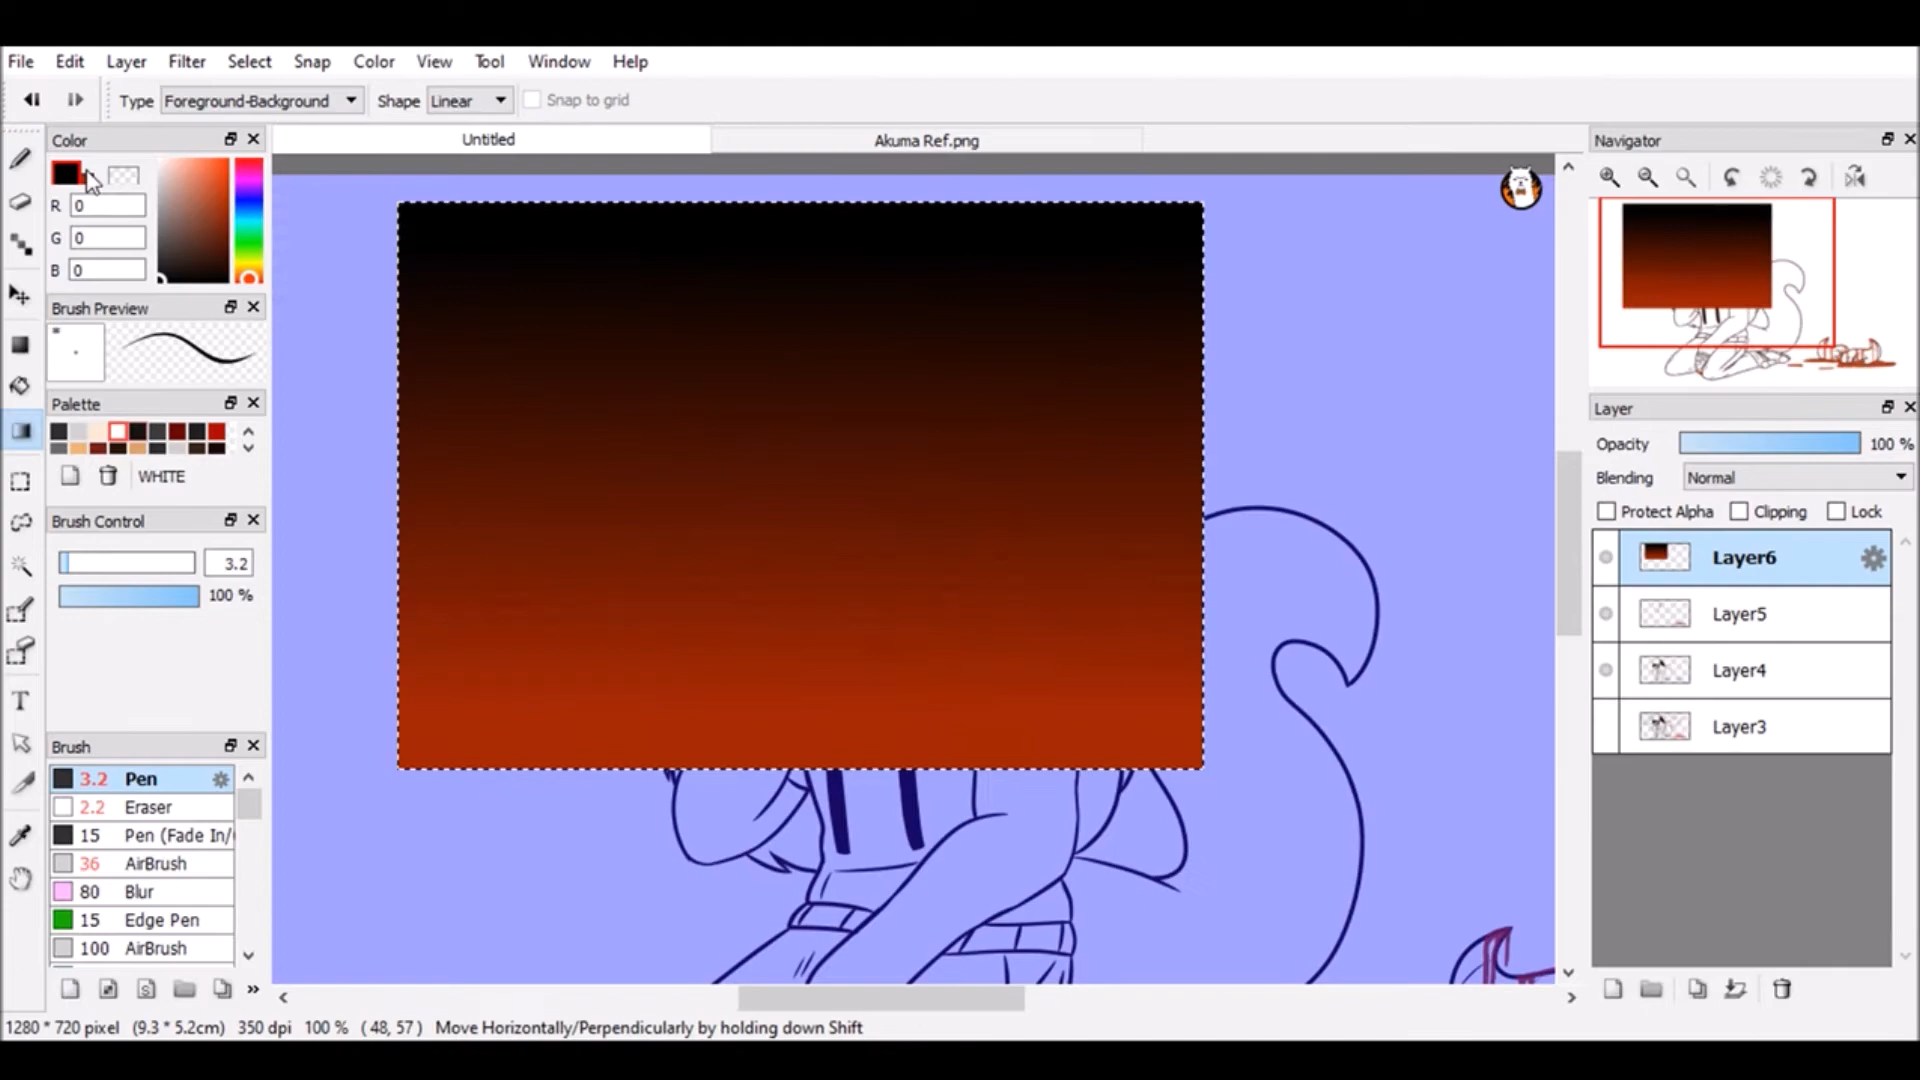 File Edit Layer Filter Select Snap Color View Tool Window Help
Type Foreground-Background Shape Linear Snap to grid
Color
Untitled
Akuma Ref.png
Navigator
R 0
G 0
B 0
Brush Preview
Palette
WHITE
Brush Control
3.2
100 %
Brush
3.2 Pen
2.2 Eraser
15 Pen (Fade In/
36 AirBrush
80 Blur
15 Edge Pen
100 AirBrush
Layer
Opacity 100 %
Blending Normal
Protect Alpha Clipping Lock
Layer6
Layer5
Layer4
Layer3
1280 * 720 pixel (9.3 * 5.2cm) 350 dpi 100 % ( 48, 57 ) Move Horizontally/Perpendicularly by holding down Shift